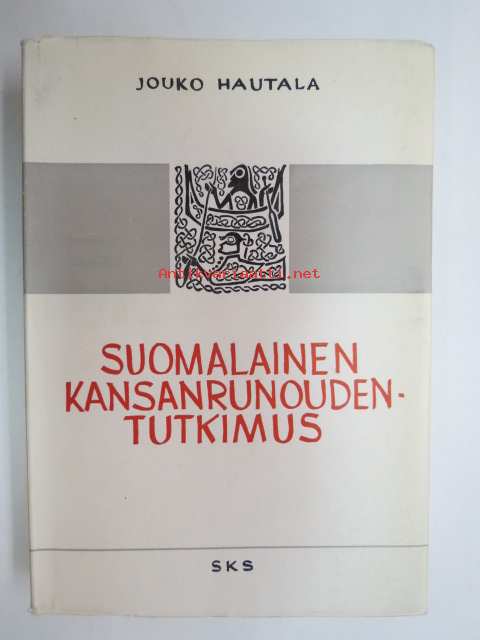 JOUKO HAUTALA
Antikvariaatti.net
SUOMALAINEN
KANSANRUNOUDEN-
TUTKIMUS
SKS